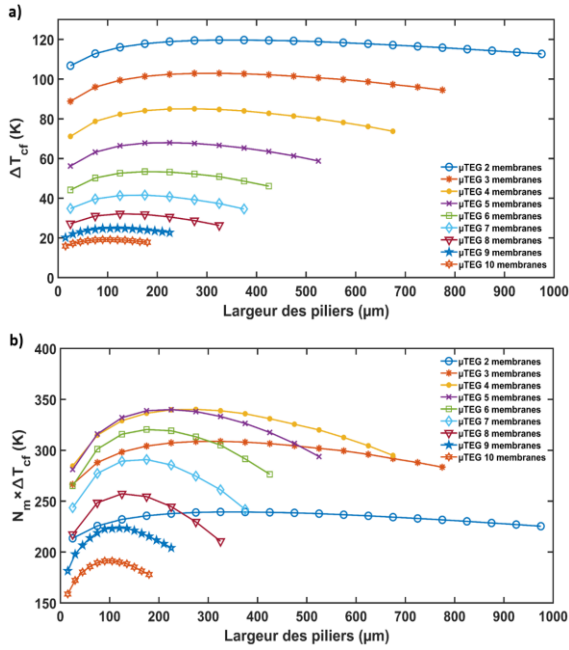 a)
120
100
80
60
40
20
0
ΔT_cf (K)
µTEG 2 membranes
µTEG 3 membranes
µTEG 4 membranes
µTEG 5 membranes
µTEG 6 membranes
µTEG 7 membranes
µTEG 8 membranes
µTEG 9 membranes
µTEG 10 membranes
0 100 200 300 400 500 600 700 800 900 1000
Largeur des piliers (µm)
b)
400
350
300
250
200
150
N_m×ΔT_cf (K)
µTEG 2 membranes
µTEG 3 membranes
µTEG 4 membranes
µTEG 5 membranes
µTEG 6 membranes
µTEG 7 membranes
µTEG 8 membranes
µTEG 9 membranes
µTEG 10 membranes
0 100 200 300 400 500 600 700 800 900 1000
Largeur des piliers (µm)